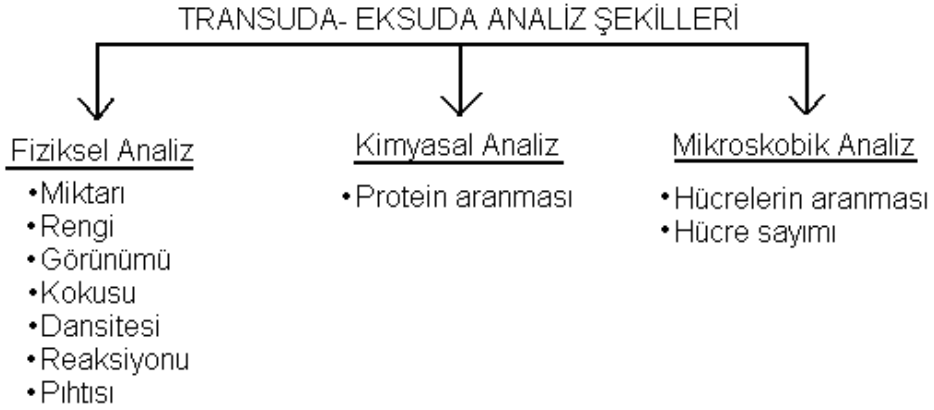 TRANSUDA- EKSUDA ANALİZ ŞEKİLLERİ
Fiziksel Analiz
•Miktarı
•Rengi
•Görünümü
•Kokusu
•Dansitesi
•Reaksiyonu
•Pıhtısı
Kimyasal Analiz
•Protein aranması
Mikroskobik Analiz
•Hücrelerin aranması
•Hücre sayımı